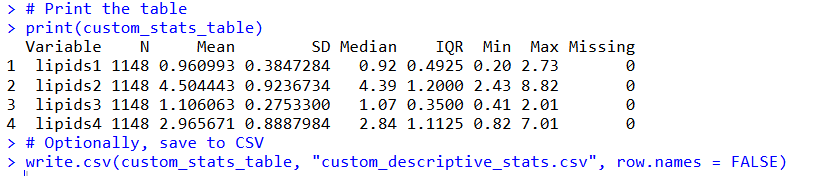 > # Print the table
> print(custom_stats_table)
  Variable    N     Mean        SD Median    IQR  Min  Max Missing
1  lipids1 1148 0.960993 0.3847284   0.92 0.4925 0.20 2.73       0
2  lipids2 1148 4.504443 0.9236734   4.39 1.2000 2.43 8.82       0
3  lipids3 1148 1.106063 0.2753300   1.07 0.3500 0.41 2.01       0
4  lipids4 1148 2.965671 0.8887984   2.84 1.1125 0.82 7.01       0
> # Optionally, save to CSV
> write.csv(custom_stats_table, "custom_descriptive_stats.csv", row.names = FALSE)